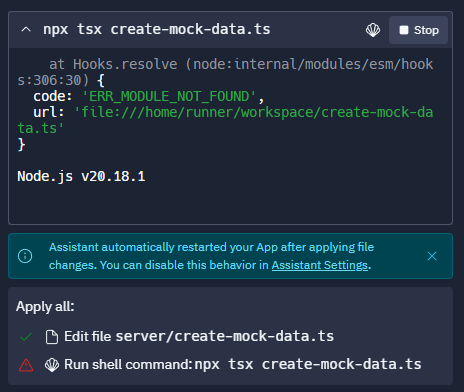 npx tsx create-mock-data.ts
Stop
at Hooks.resolve (node:internal/modules/esm/hook
s:306:30) {
code: 'ERR_MODULE_NOT_FOUND',
url: 'file:///home/runner/workspace/create-mock-da
ta.ts'
}
Node.js v20.18.1
Assistant automatically restarted your App after applying file
changes. You can disable this behavior in Assistant Settings.
Apply all:
Edit file server/create-mock-data.ts
Run shell command: npx tsx create-mock-data.ts